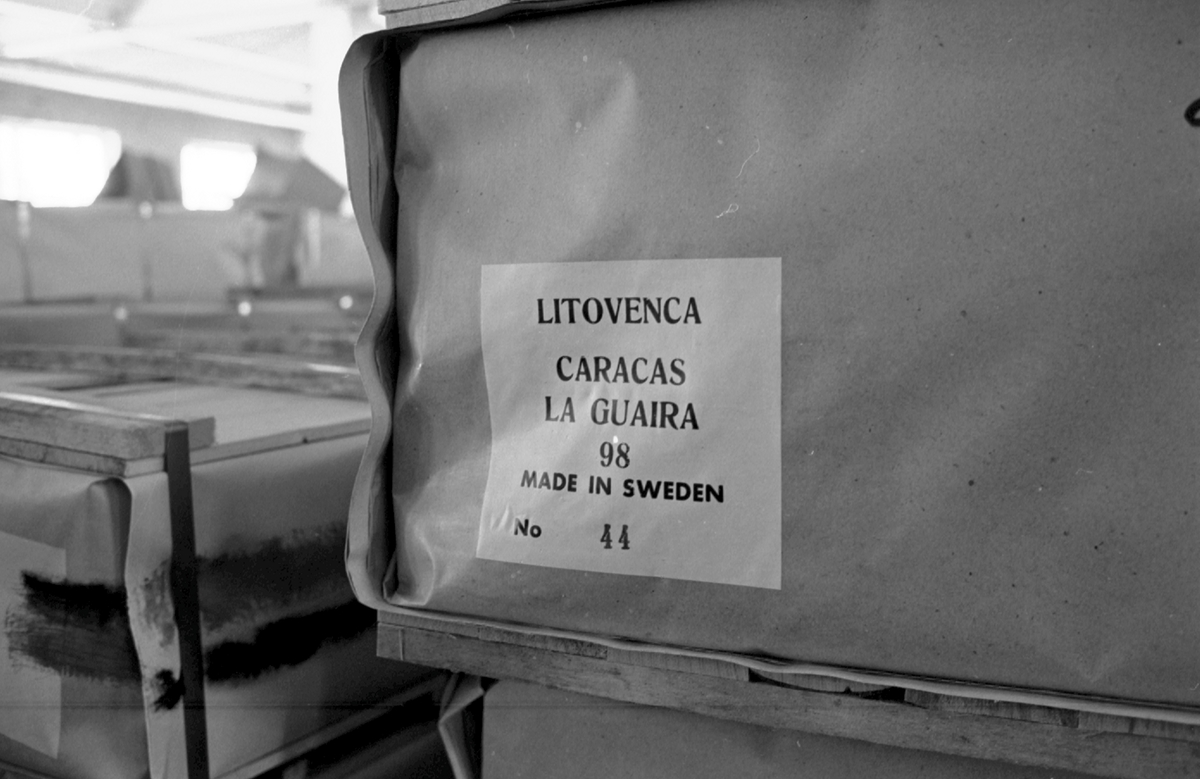 LITOVENCA
CARACAS
LA GUAIRA
98
MADE IN SWEDEN
No 44